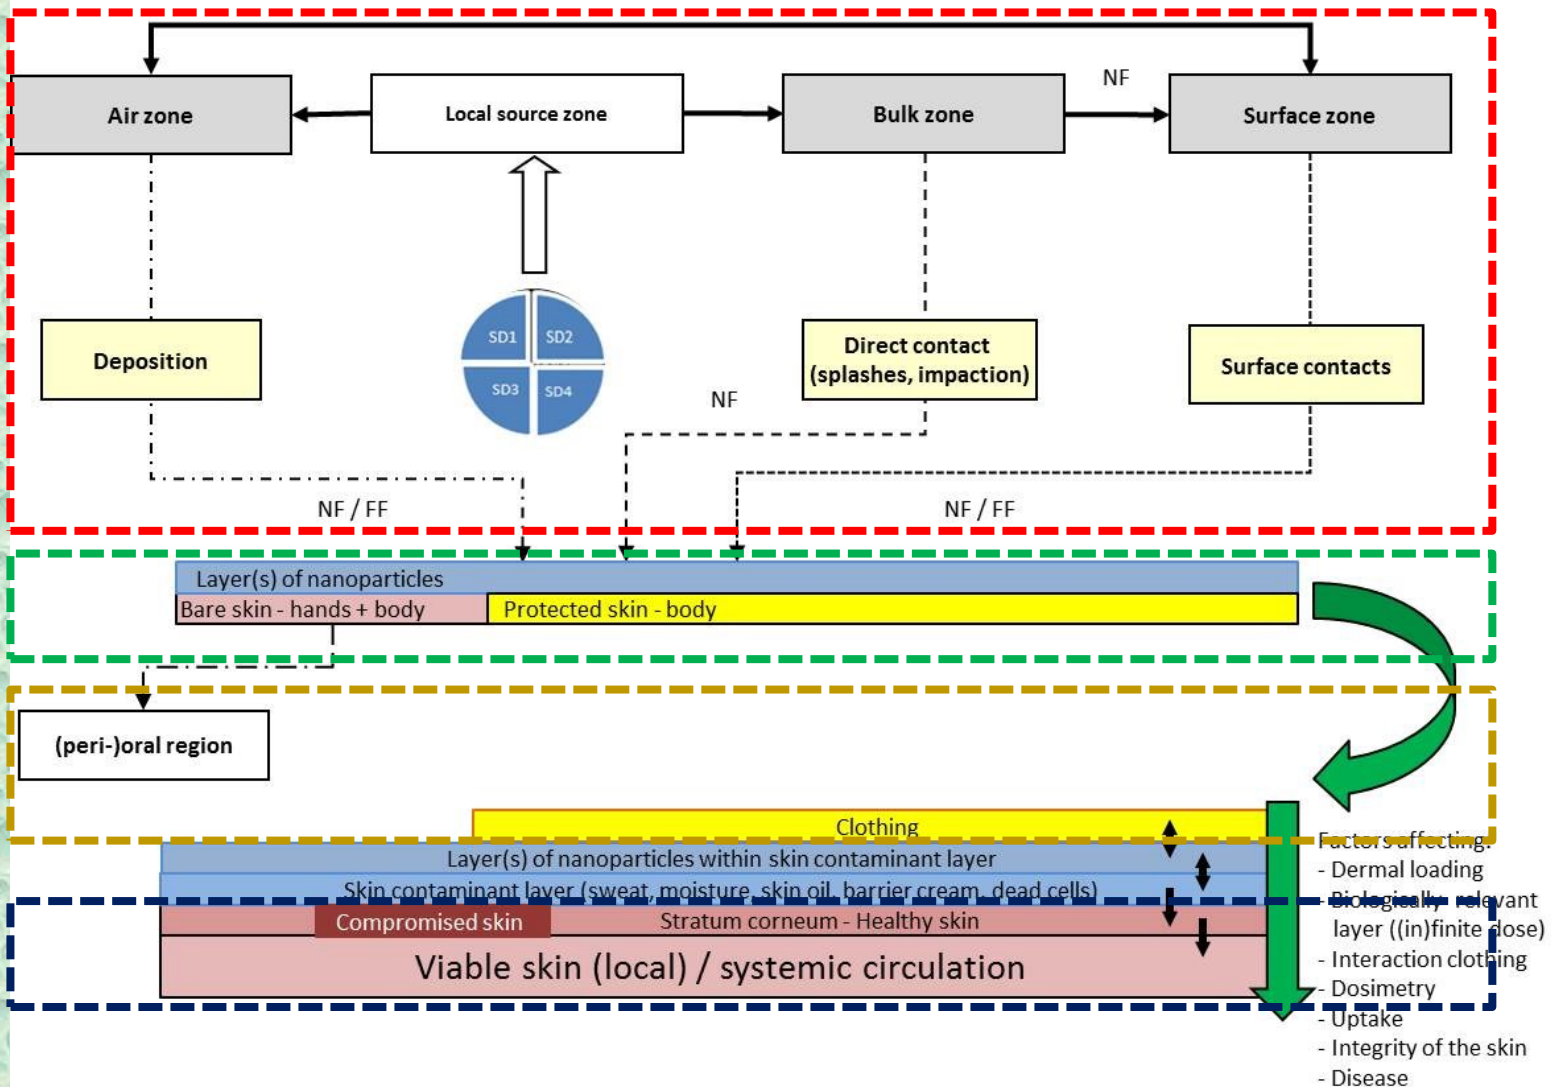 NF
Air zone
Local source zone
Bulk zone
Surface zone
SD1
SD2
SD3
SD4
Deposition
Direct contact
(splashes, impaction)
Surface contacts
NF
NF / FF
NF / FF
Layer(s) of nanoparticles
Bare skin - hands + body
Protected skin - body
(peri-)oral region
Clothing
Layer(s) of nanoparticles within skin contaminant layer
Skin contaminant layer (sweat, moisture, skin oil, barrier cream, dead cells)
Compromised skin
Stratum corneum - Healthy skin
Viable skin (local) / systemic circulation
Factors affecting:
- Dermal loading
- Biologically relevant
layer ((in)finite dose)
- Interaction clothing
- Dosimetry
- Uptake
- Integrity of the skin
- Disease